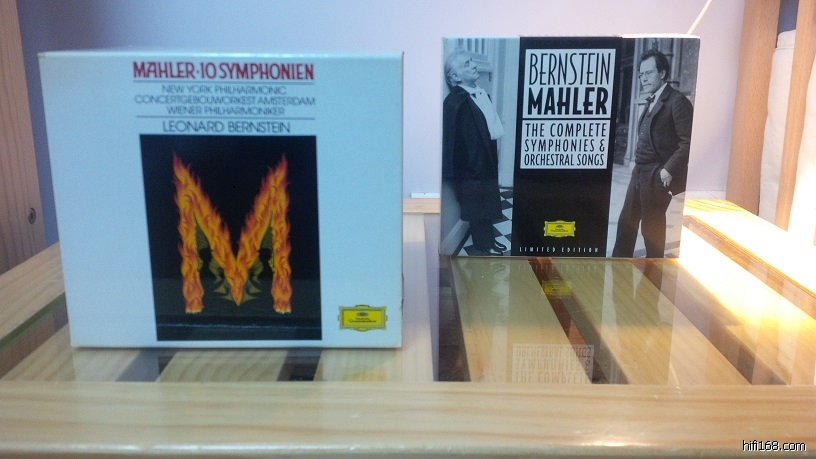 MAHLER·10 SYMPHONIEN
NEW YORK PHILHARMONIC
CONCERTGEBOUWORKEST AMSTERDAM
WIENER PHILHARMONIKER
LEONARD BERNSTEIN
BERNSTEIN
MAHLER
THE COMPLETE
SYMPHONIES &
ORCHESTRAL SONGS
LIMITED EDITION
hifi168.com